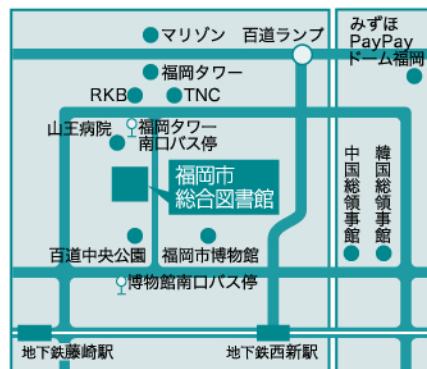 マリゾン
百道ランプ
みずほ
PayPay
ドーム福岡
福岡タワー
RKB
TNC
山王病院
福岡タワー
南口バス停
福岡市
総合図書館
中国総領事館
韓国総領事館
百道中央公園
福岡市博物館
博物館南口バス停
地下鉄藤崎駅
地下鉄西新駅